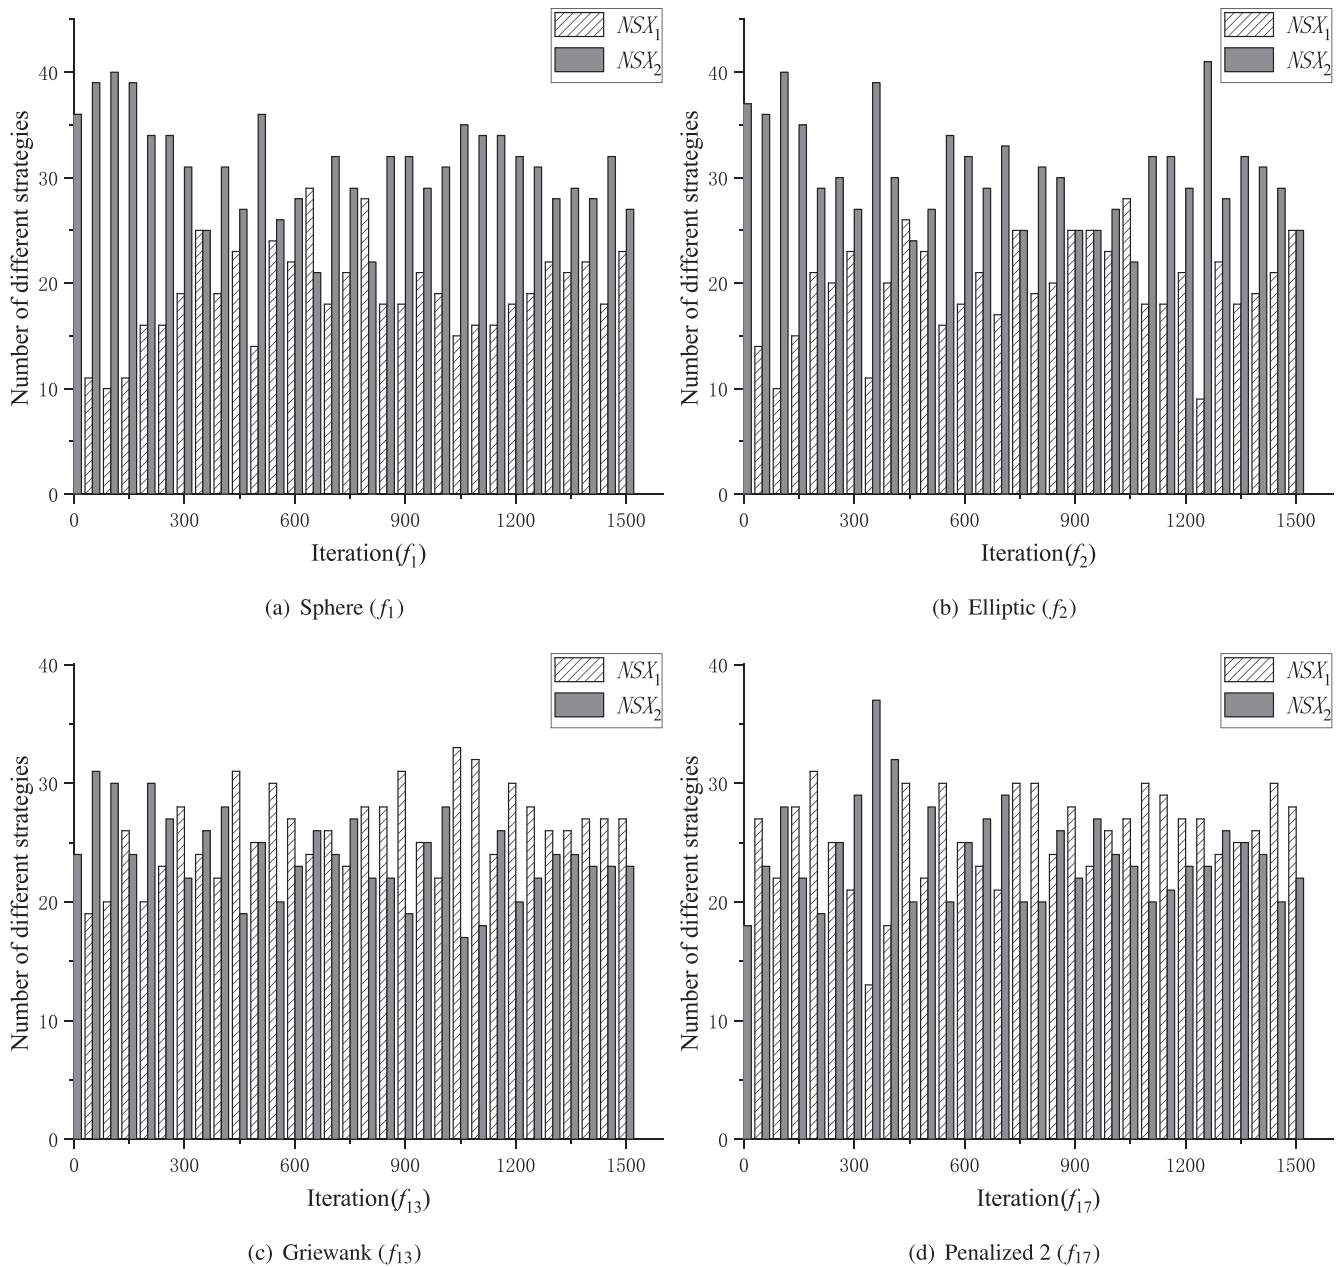 NSX1
NSX2
40
30
20
10
0
Number of different strategies
0 300 600 900 1200 1500
Iteration(f1)
(a) Sphere (f1)
NSX1
NSX2
40
30
20
10
0
Number of different strategies
0 300 600 900 1200 1500
Iteration(f2)
(b) Elliptic (f2)
NSX1
NSX2
40
30
20
10
0
Number of different strategies
0 300 600 900 1200 1500
Iteration(f13)
(c) Griewank (f13)
NSX1
NSX2
40
30
20
10
0
Number of different strategies
0 300 600 900 1200 1500
Iteration(f17)
(d) Penalized 2 (f17)